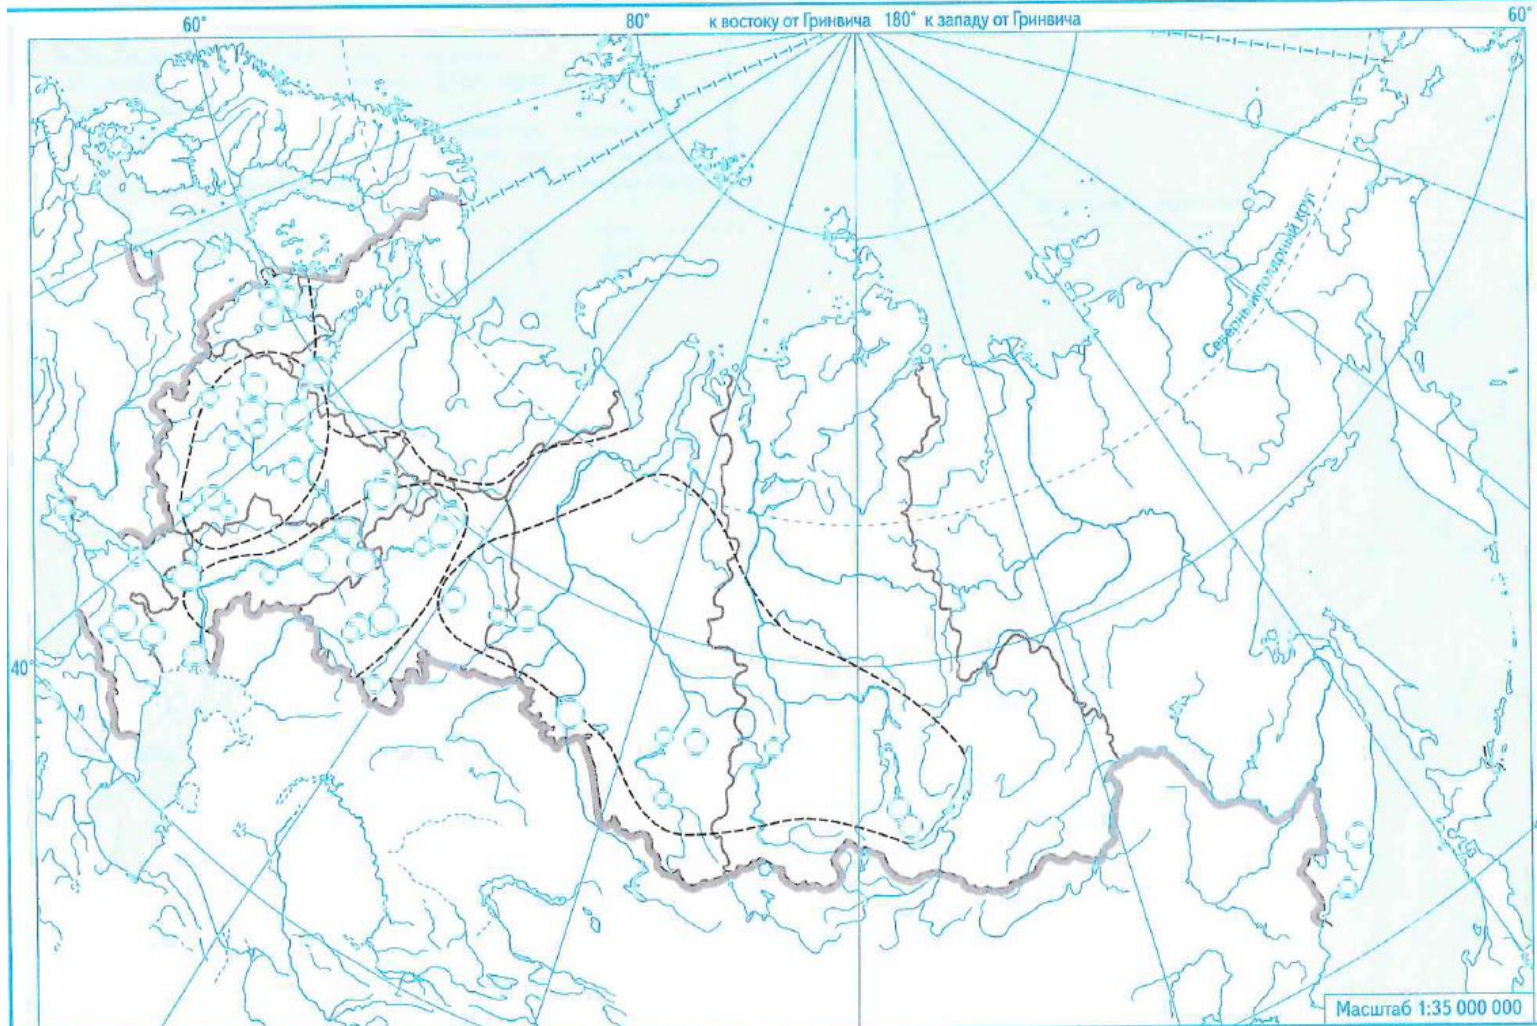 60°
80°
к востоку от Гринвича 180° к западу от Гринвича
60°
Северный полярный круг
40°
Масштаб 1:35 000 000